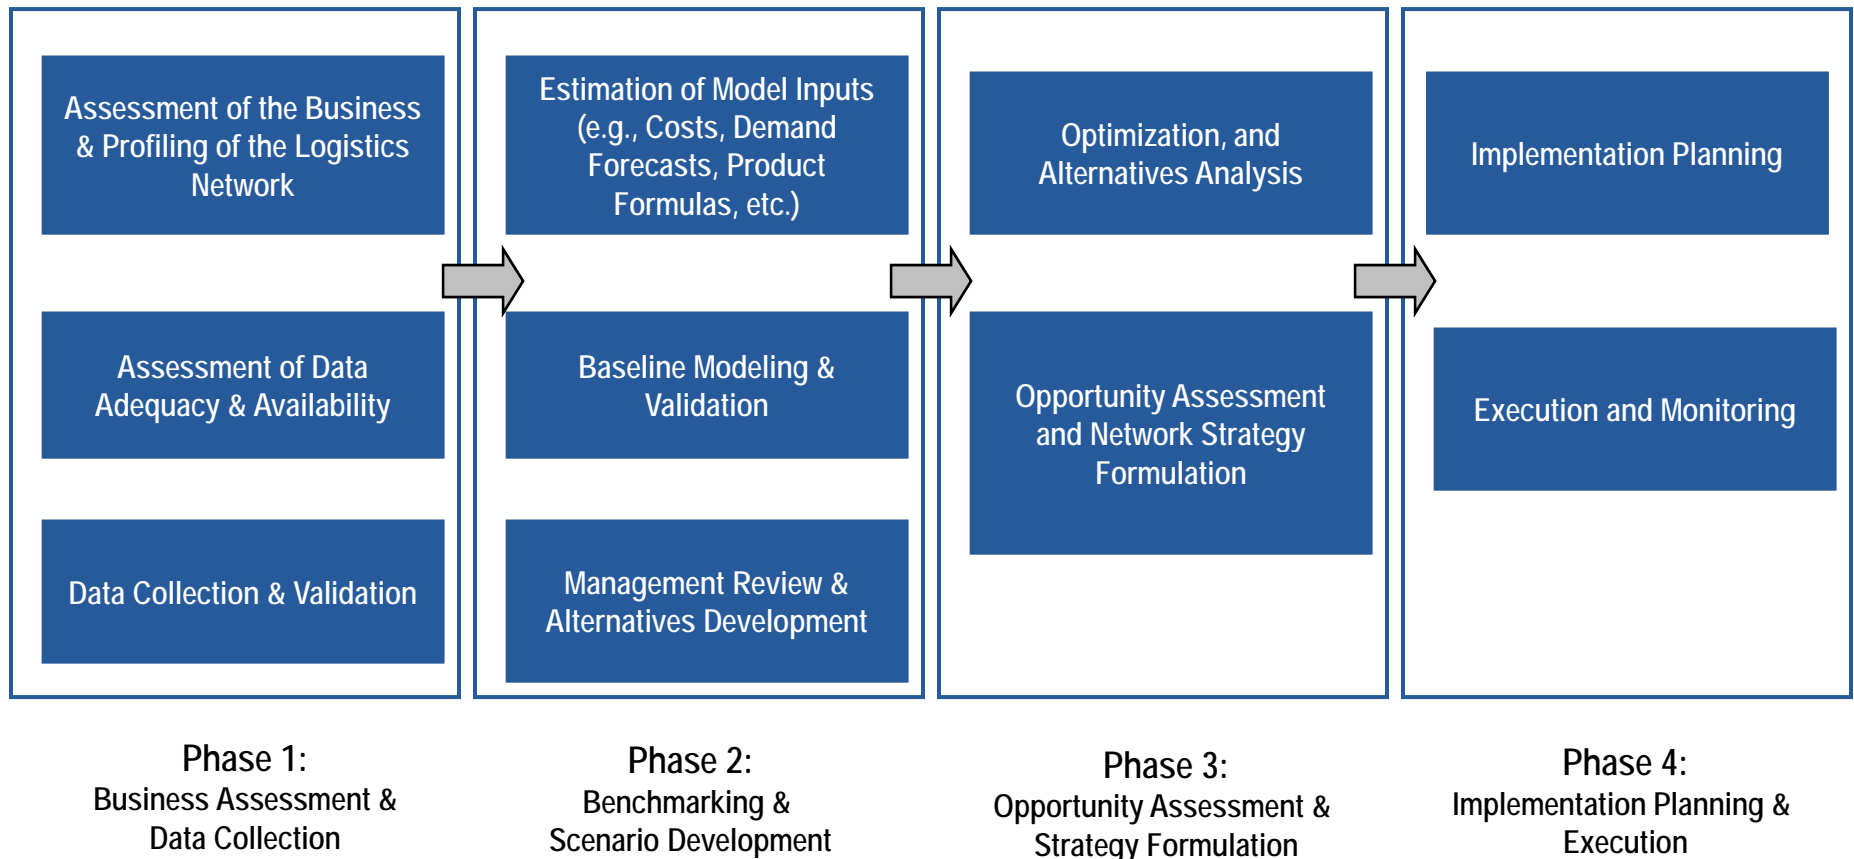 Assessment of the Business
& Profiling of the Logistics
Network
Assessment of Data
Adequacy & Availability
Data Collection & Validation
Estimation of Model Inputs
(e.g., Costs, Demand
Forecasts, Product
Formulas, etc.)
Baseline Modeling &
Validation
Management Review &
Alternatives Development
Optimization, and
Alternatives Analysis
Opportunity Assessment
and Network Strategy
Formulation
Implementation Planning
Execution and Monitoring
Phase 1:
Business Assessment &
Data Collection
Phase 2:
Benchmarking &
Scenario Development
Phase 3:
Opportunity Assessment &
Strategy Formulation
Phase 4:
Implementation Planning &
Execution